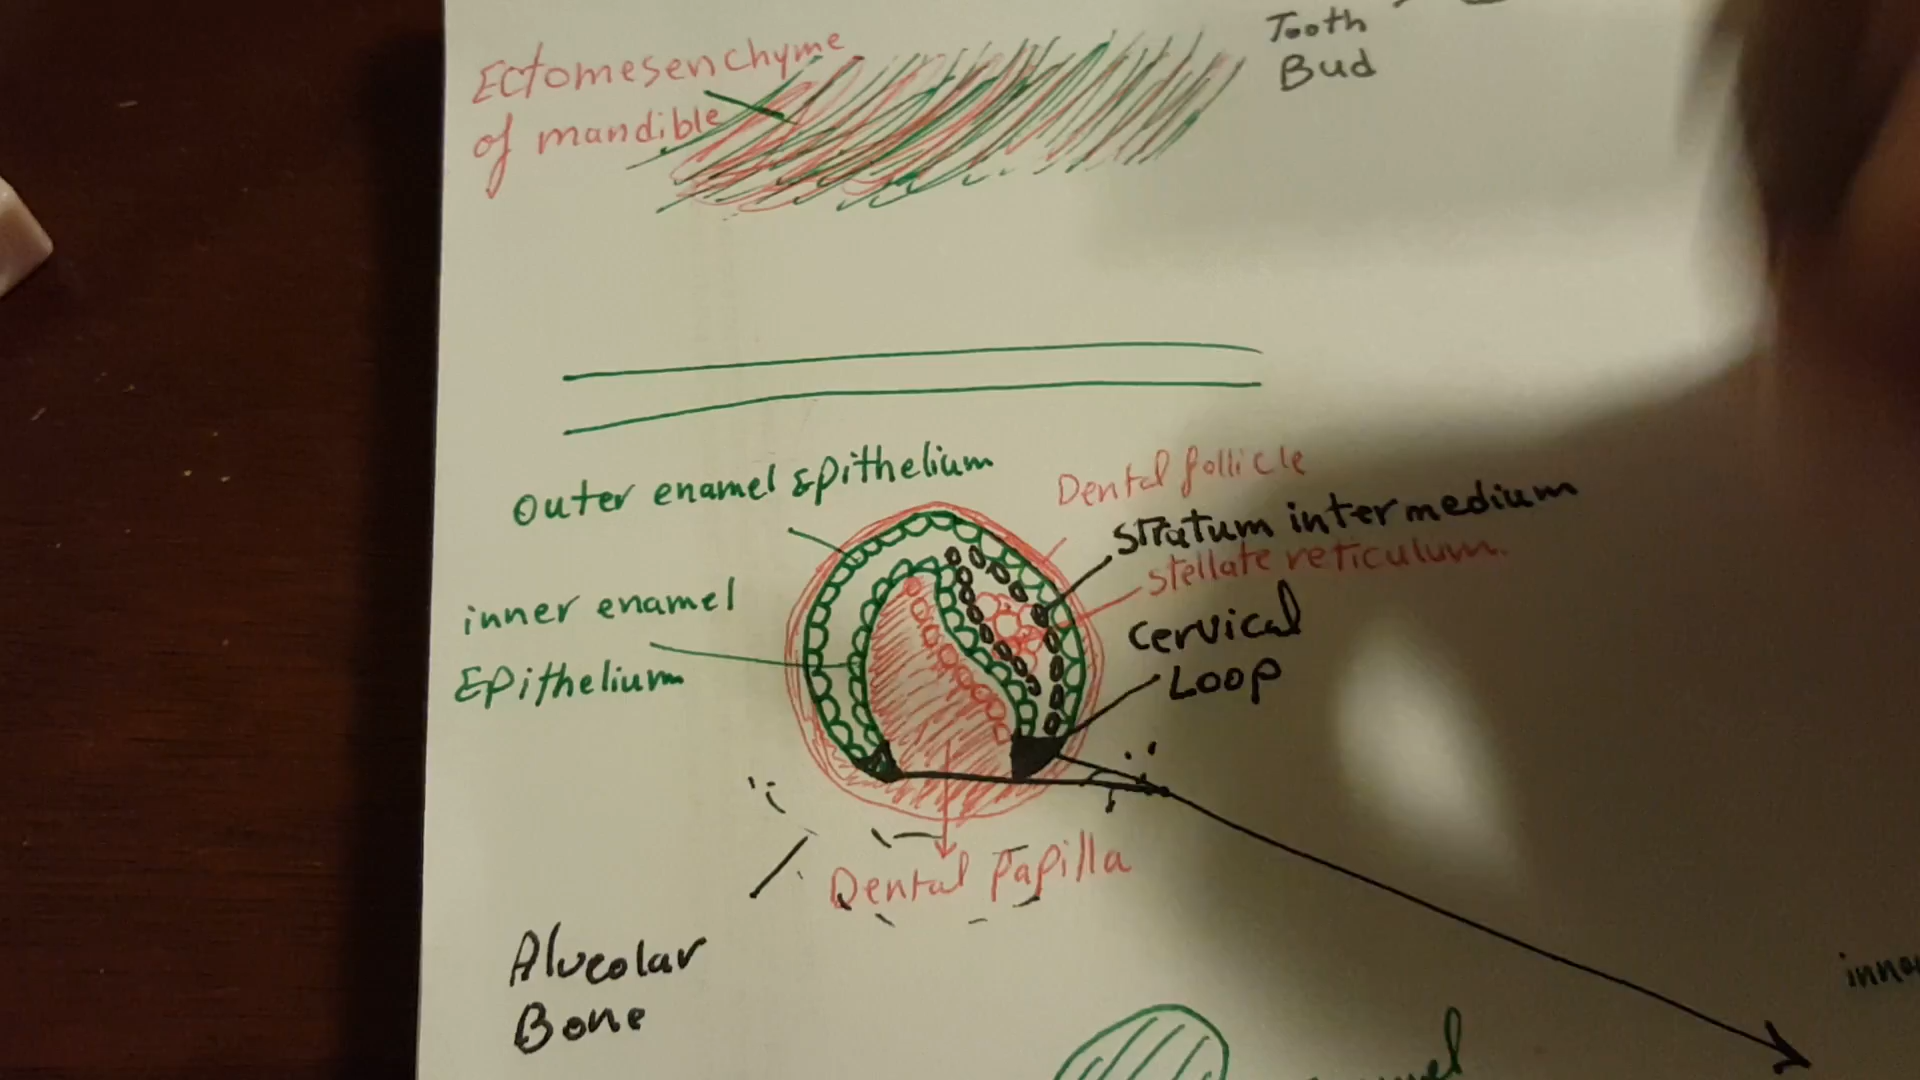 Ectomesenchyme
of mandible
Tooth
Bud
Outer enamel Epithelium
inner enamel
Epithelium
Dental follicle
Stratum intermedium
stellate reticulum.
Cervical
Loop
Dental Papilla
Alveolar
Bone